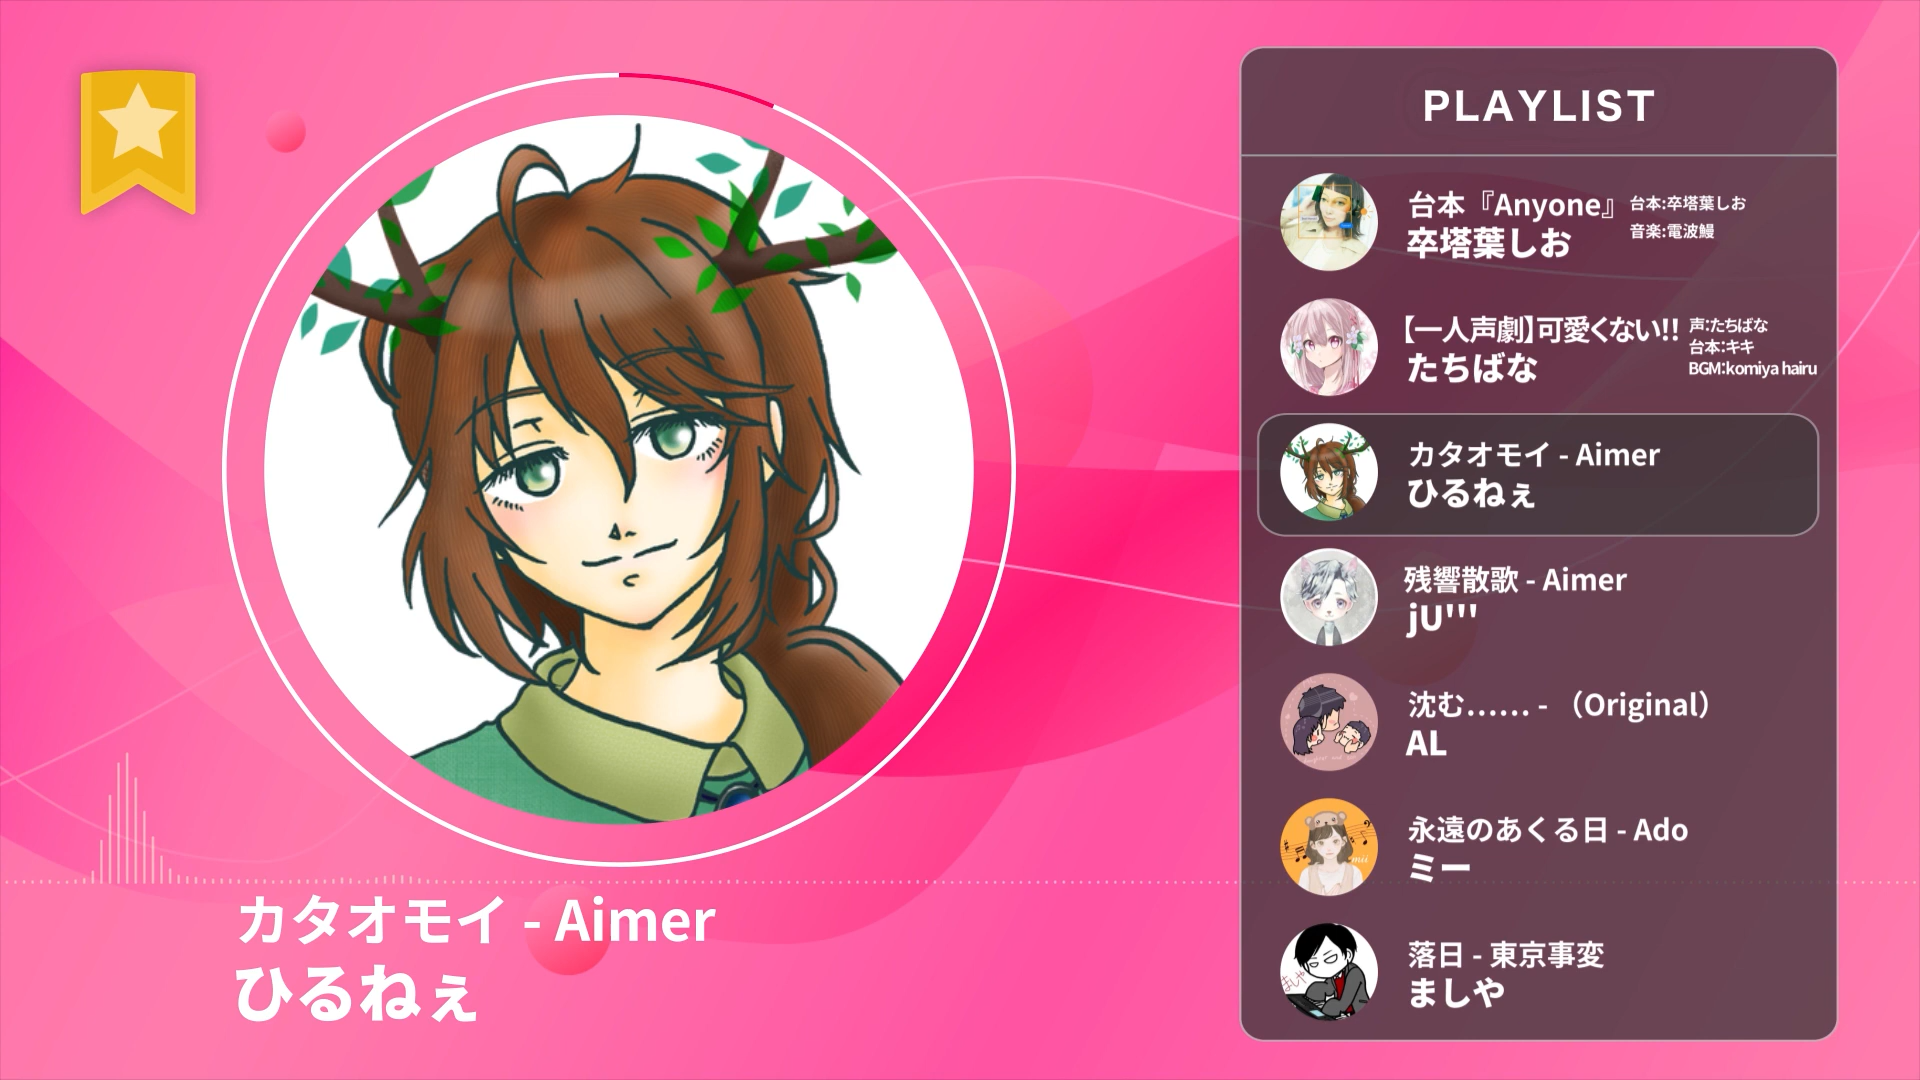 カタオモイ - Aimer
ひるねぇ
PLAYLIST
台本『Anyone』
台本:卒塔葉しお
音楽:電波鰻
卒塔葉しお
【一人声劇】可愛くない!!
声:たちばな
台本:キキ
BGM:komiya hairu
たちばな
カタオモイ - Aimer
ひるねぇ
残響散歌 - Aimer
jU'''
沈む...... - （Original）
AL
永遠のあくる日 - Ado
ミー
mii
落日 - 東京事変
ましや
ましや